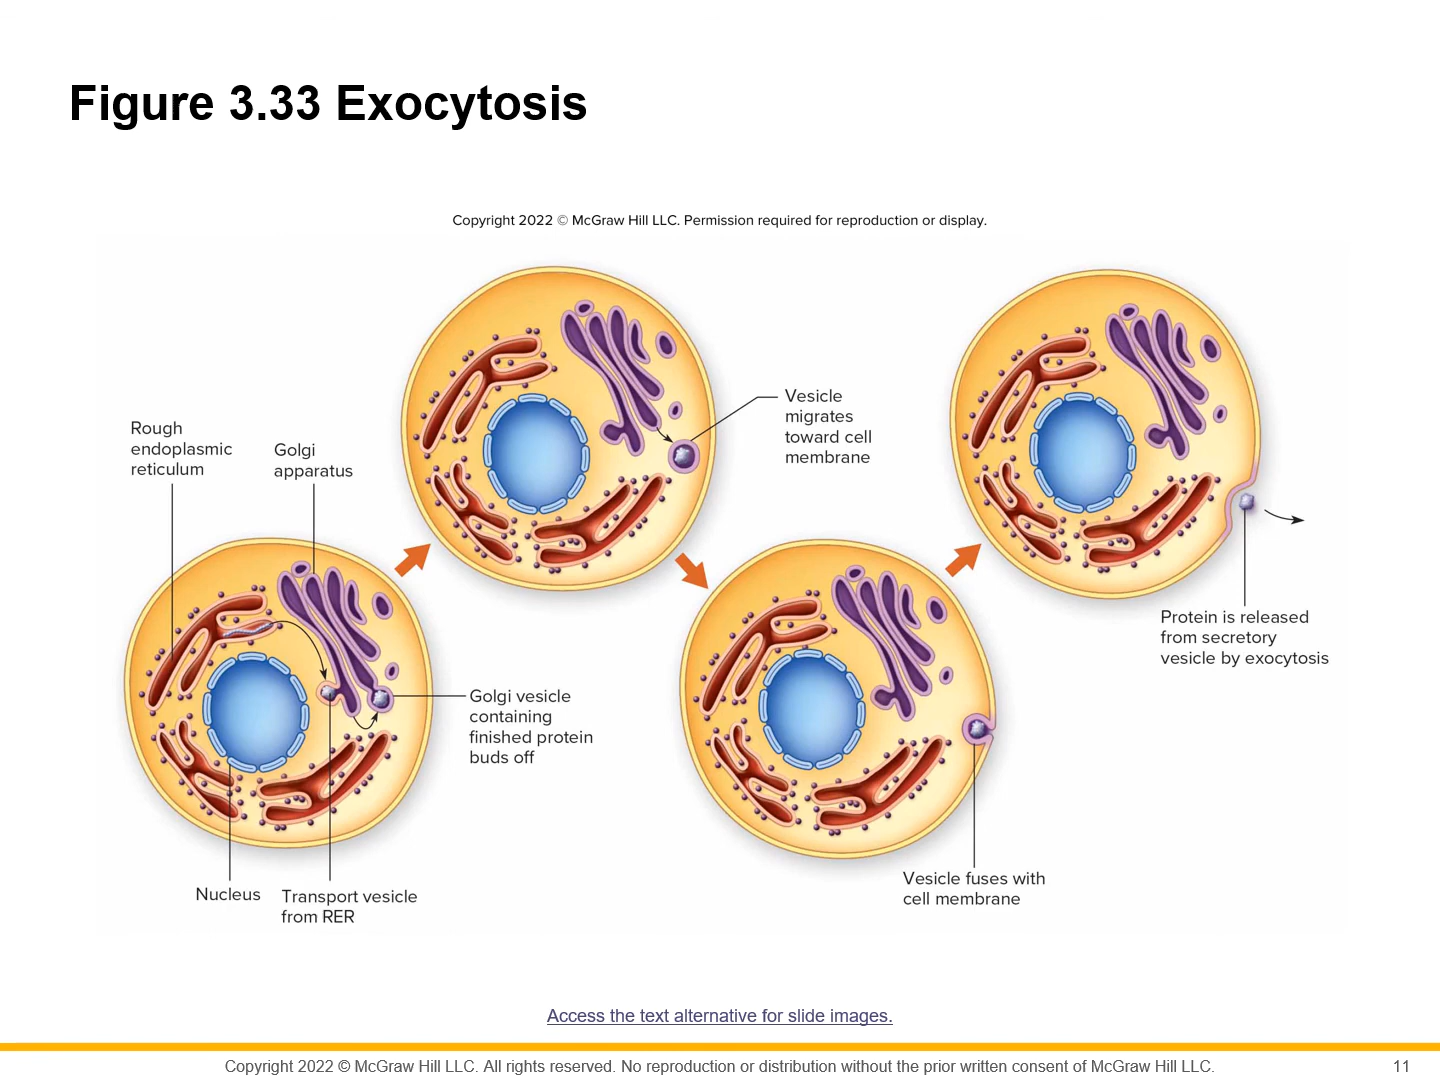 Figure 3.33 Exocytosis
Copyright 2022 © McGraw Hill LLC. Permission required for reproduction or display.
Rough
endoplasmic
reticulum
Golgi
apparatus
Vesicle
migrates
toward cell
membrane
Golgi vesicle
containing
finished protein
buds off
Nucleus
Transport vesicle
from RER
Vesicle fuses with
cell membrane
Protein is released
from secretory
vesicle by exocytosis
Access the text alternative for slide images.
Copyright 2022 © McGraw Hill LLC. All rights reserved. No reproduction or distribution without the prior written consent of McGraw Hill LLC.
11